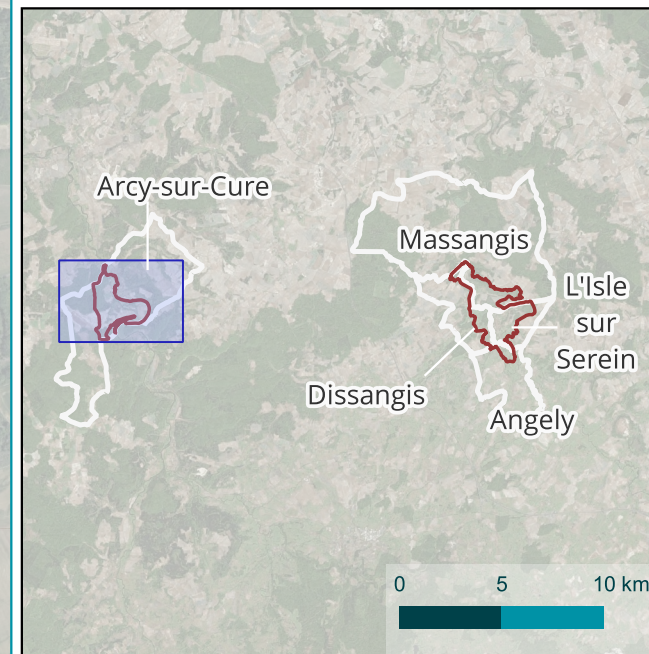 Arcy-sur-Cure
Massangis
L'Isle
sur
Serein
Dissangis
Angely
0 5 10 km